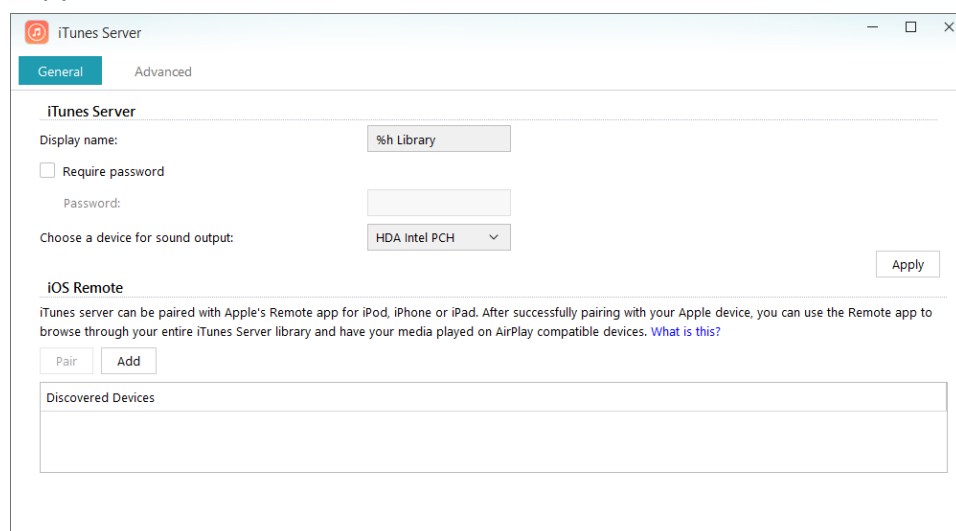 iTunes Server
General Advanced
iTunes Server
Display name: %h Library
Require password
Password:
Choose a device for sound output: HDA Intel PCH
Apply
iOS Remote
iTunes server can be paired with Apple's Remote app for iPod, iPhone or iPad. After successfully pairing with your Apple device, you can use the Remote app to
browse through your entire iTunes Server library and have your media played on AirPlay compatible devices. What is this?
Pair Add
Discovered Devices